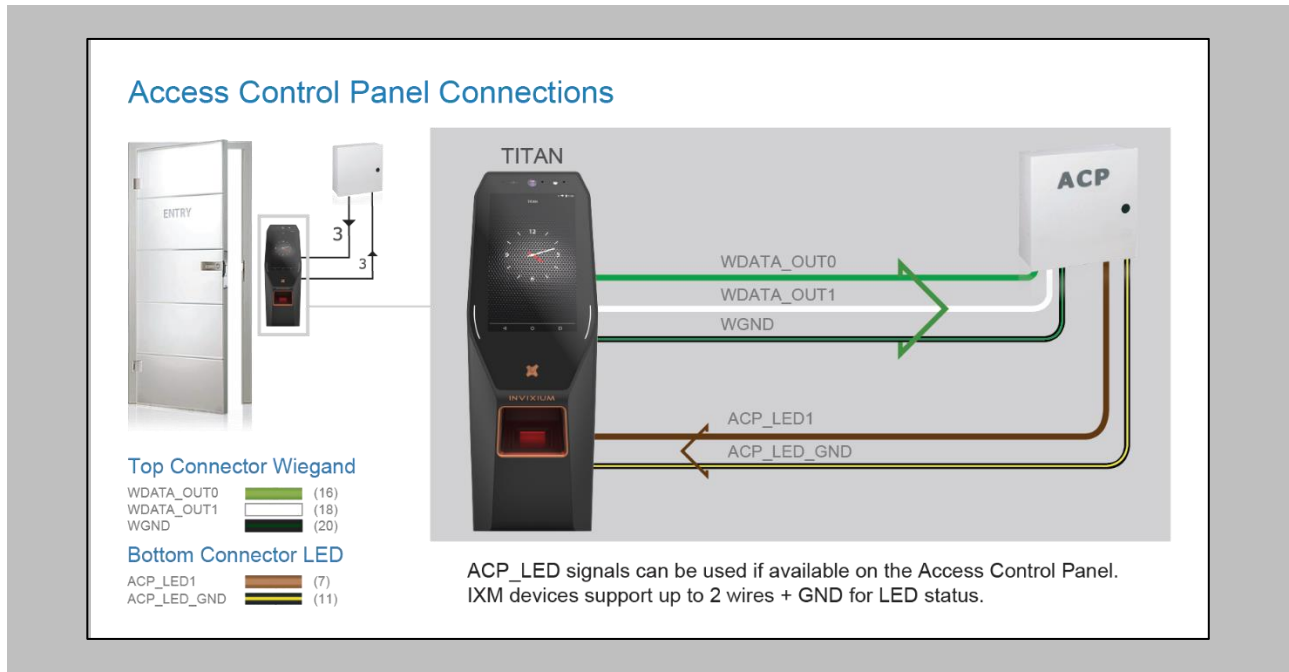 Access Control Panel Connections
ENTRY
3
3
TITAN
12
ACP
WDATA_OUT0
WDATA_OUT1
WGND
INVIXIUM
ACP_LED1
ACP_LED_GND
Top Connector Wiegand
WDATA_OUT0 (16)
WDATA_OUT1 (18)
WGND (20)
Bottom Connector LED
ACP_LED1 (7)
ACP_LED_GND (11)
ACP_LED signals can be used if available on the Access Control Panel.
IXM devices support up to 2 wires + GND for LED status.